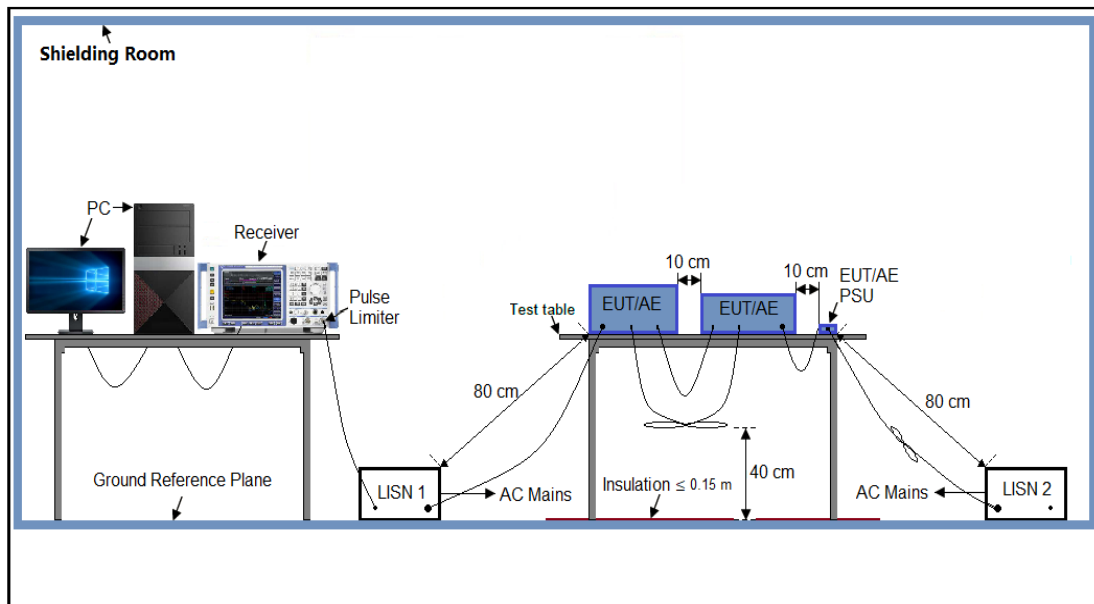 Shielding Room
PC
Receiver
Pulse
Limiter
Test table
10 cm
10 cm
EUT/AE
PSU
EUT/AE
EUT/AE
80 cm
80 cm
40 cm
Ground Reference Plane
LISN 1
AC Mains
Insulation ≤ 0.15 m
AC Mains
LISN 2